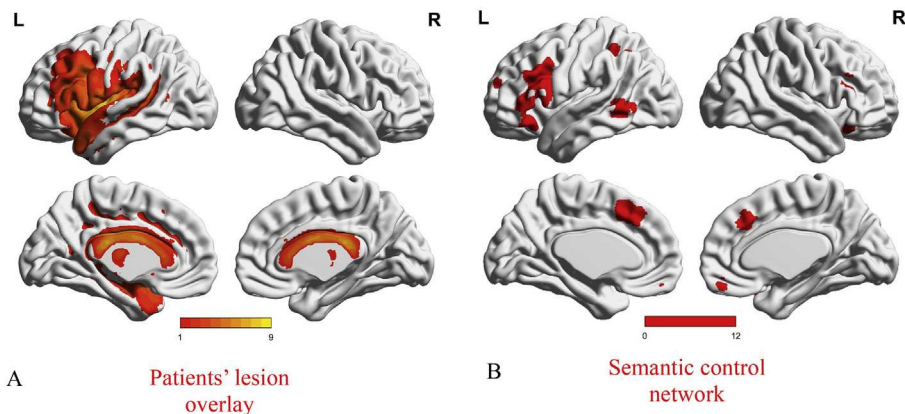 L R
L R
1 9
0 12
A
Patients' lesion
overlay
B
Semantic control
network